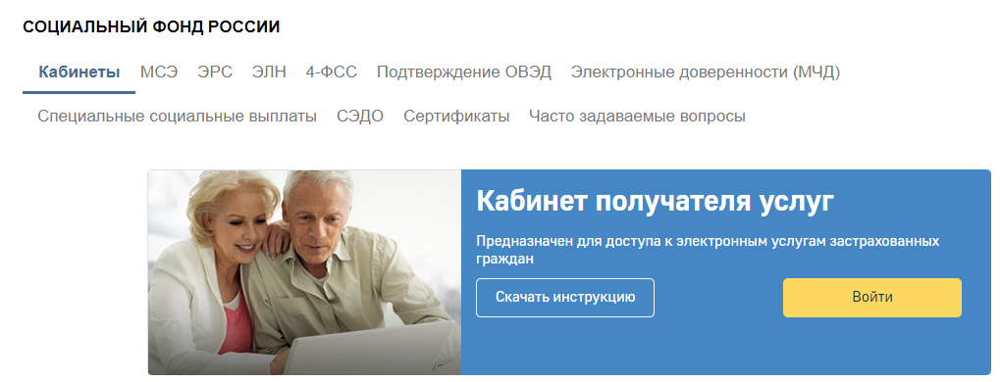 СОЦИАЛЬНЫЙ ФОНД РОССИИ
Кабинеты МСЭ ЭРС ЭЛН 4-ФСС Подтверждение ОВЭД Электронные доверенности (МЧД)
Специальные социальные выплаты СЭДО Сертификаты Часто задаваемые вопросы
Кабинет получателя услуг
Предназначен для доступа к электронным услугам застрахованных
граждан
Скачать инструкцию Войти